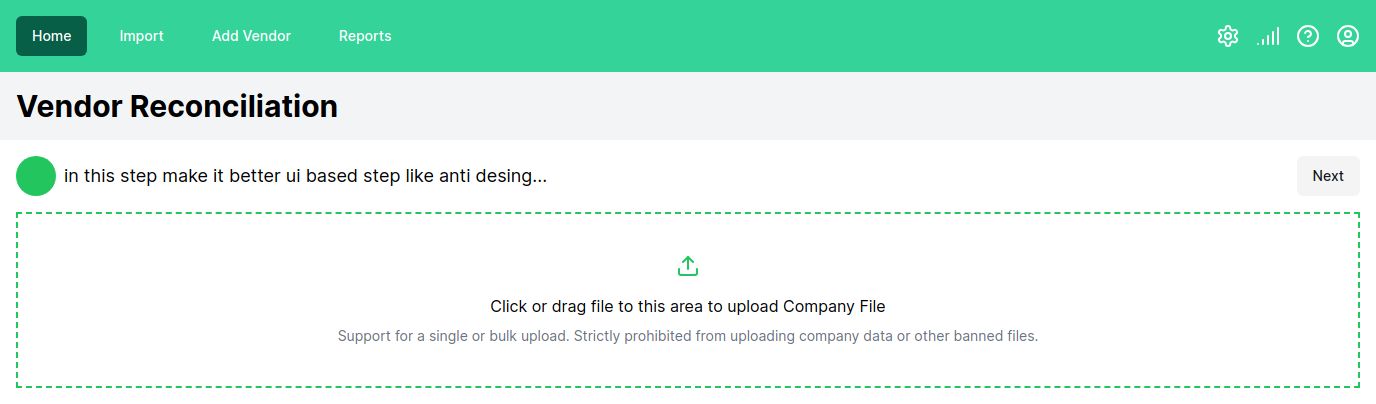 Home Import Add Vendor Reports
Vendor Reconciliation
in this step make it better ui based step like anti desing...
Next
Click or drag file to this area to upload Company File
Support for a single or bulk upload. Strictly prohibited from uploading company data or other banned files.